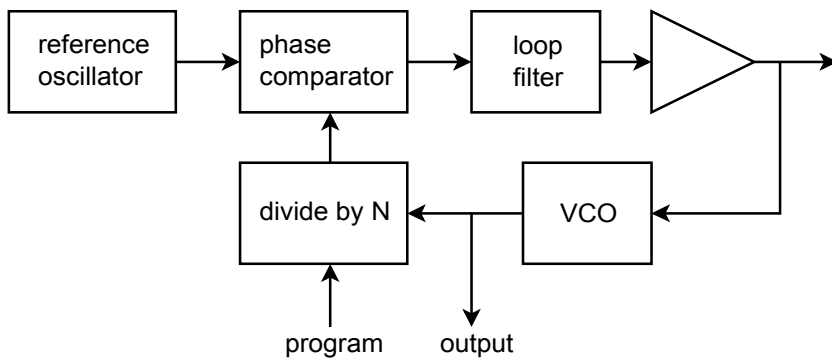 reference
oscillator
phase
comparator
loop
filter
divide by N
VCO
program
output